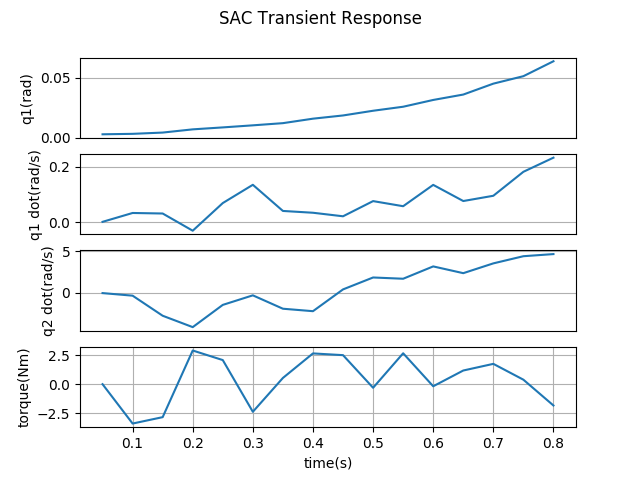 SAC Transient Response
q1(rad)
0.05
0.00
q1 dot(rad/s)
0.2
0.0
q2 dot(rad/s)
5
0
torque(Nm)
2.5
0.0
−2.5
0.1 0.2 0.3 0.4 0.5 0.6 0.7 0.8
time(s)